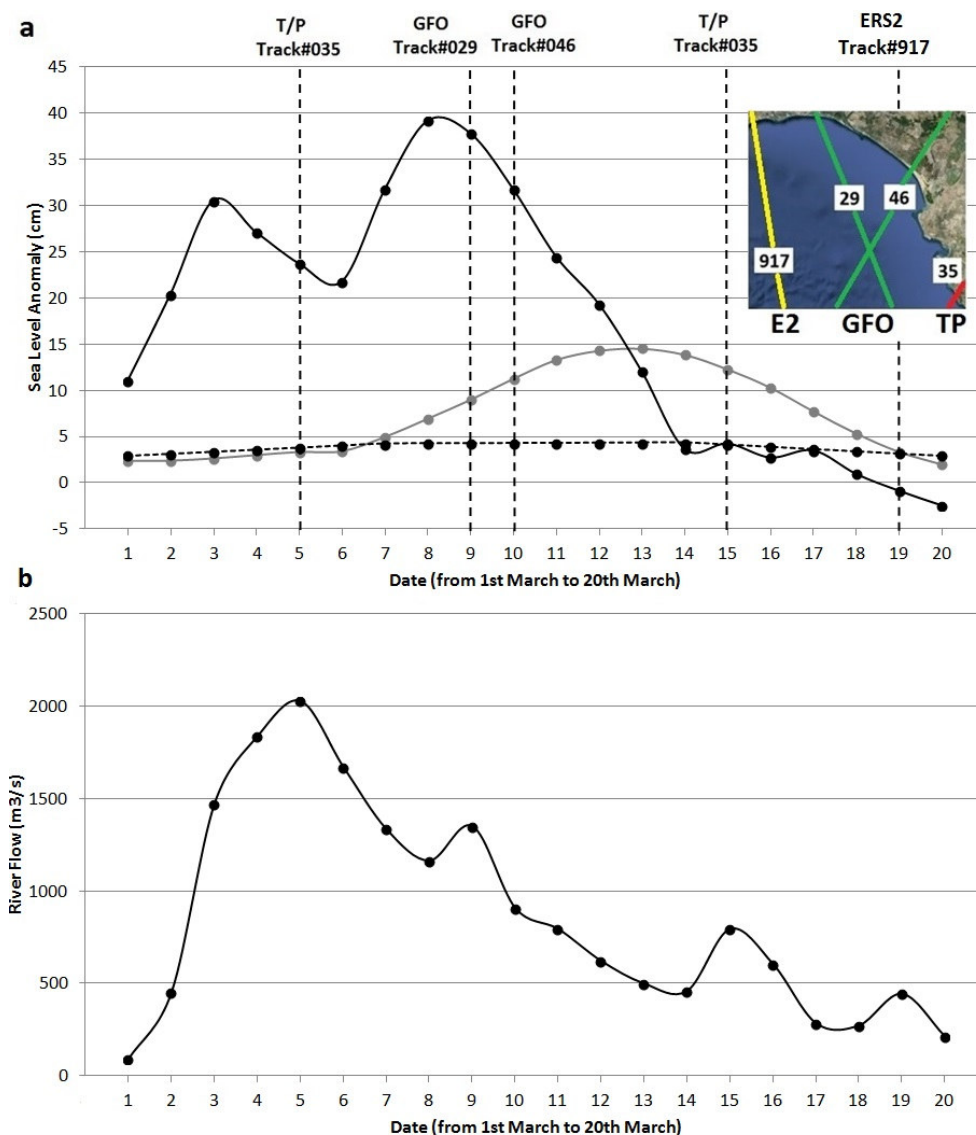 a
T/P
Track#035
GFO
Track#029
GFO
Track#046
T/P
Track#035
ERS2
Track#917
45
40
35
30
25
20
15
10
5
0
-5
Sea Level Anomaly (cm)
29
46
917
35
E2
GFO
TP
1 2 3 4 5 6 7 8 9 10 11 12 13 14 15 16 17 18 19 20
Date (from 1st March to 20th March)
b
2500
2000
1500
1000
500
0
River Flow (m3/s)
1 2 3 4 5 6 7 8 9 10 11 12 13 14 15 16 17 18 19 20
Date (from 1st March to 20th March)